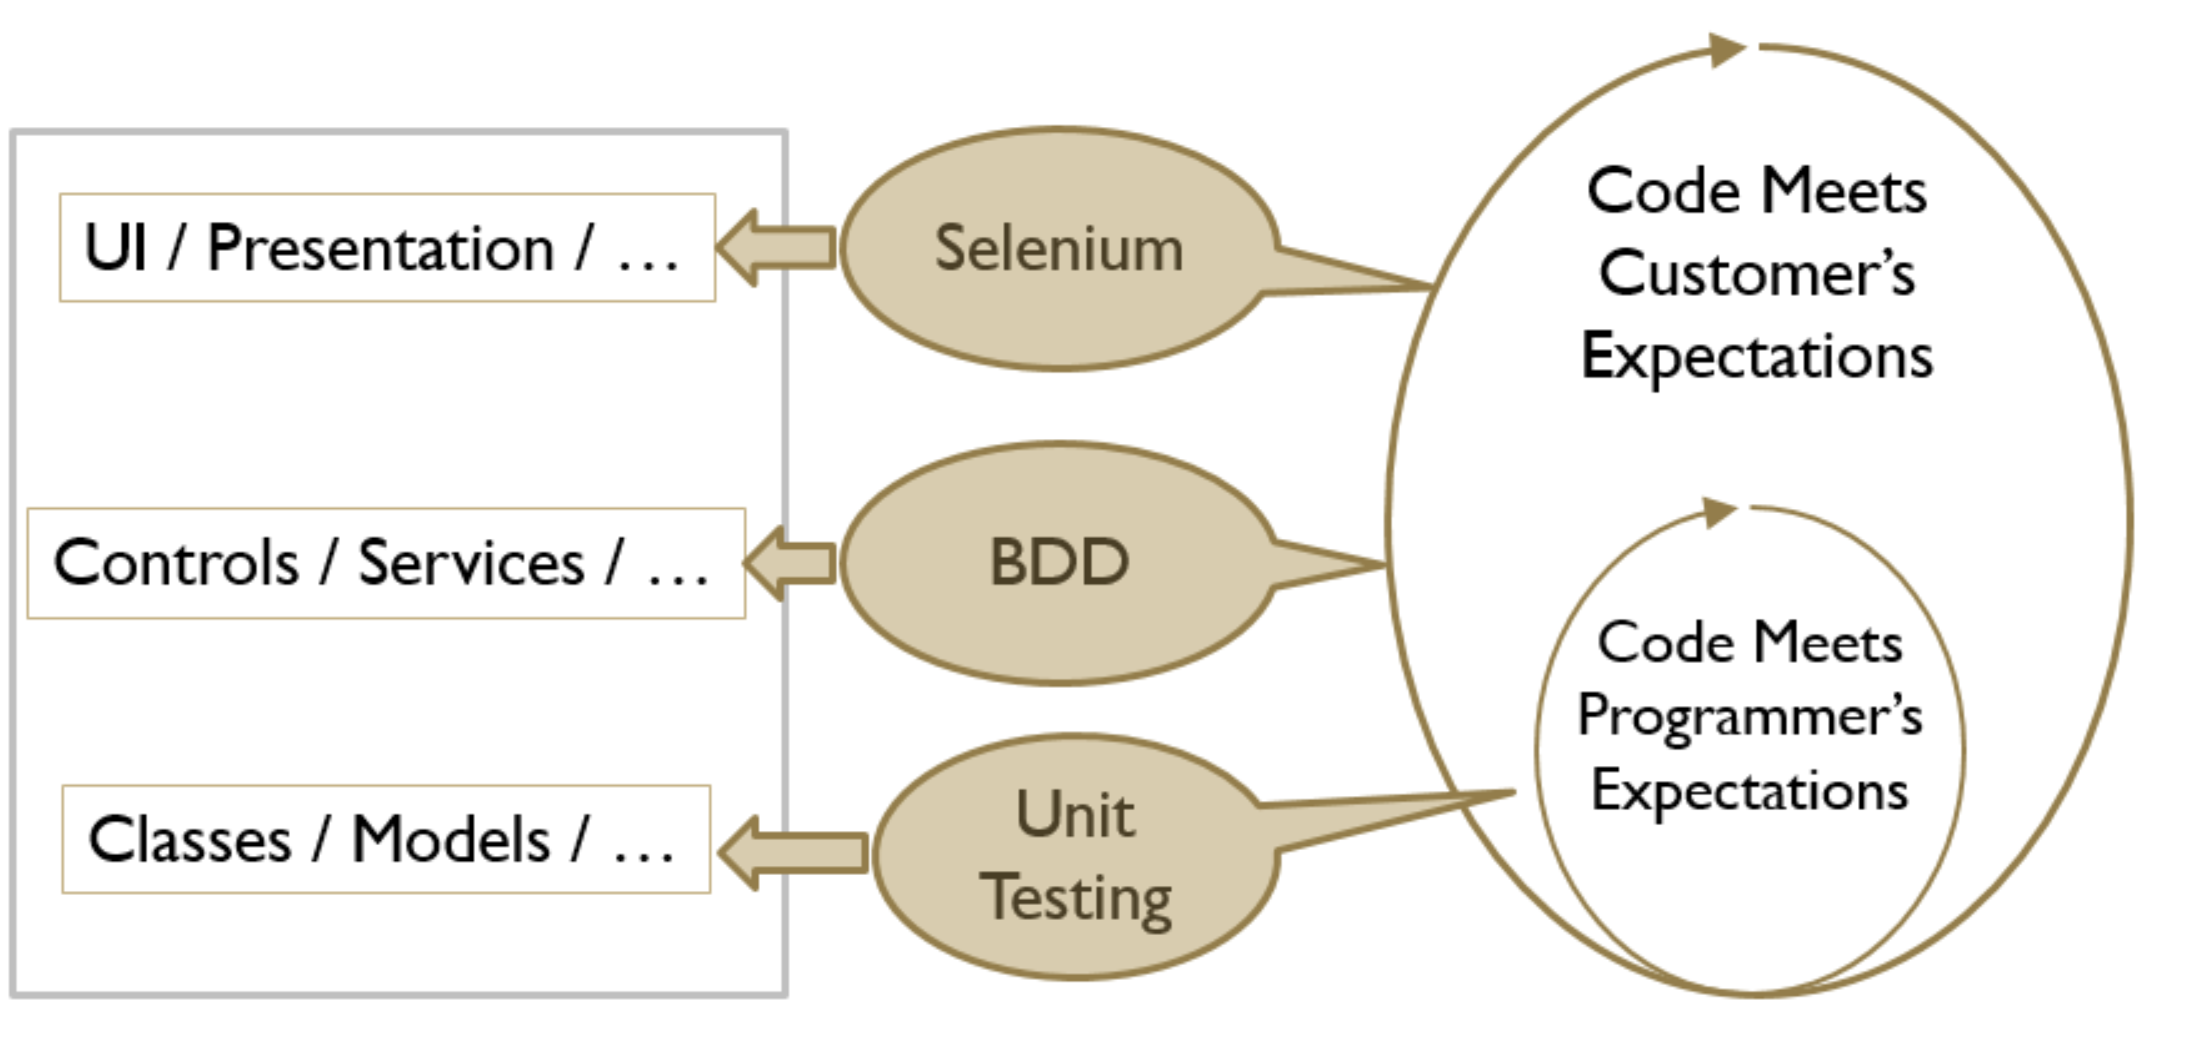 UI / Presentation / …
Selenium
Code Meets
Customer’s
Expectations
Controls / Services / …
BDD
Code Meets
Programmer’s
Expectations
Classes / Models / …
Unit
Testing